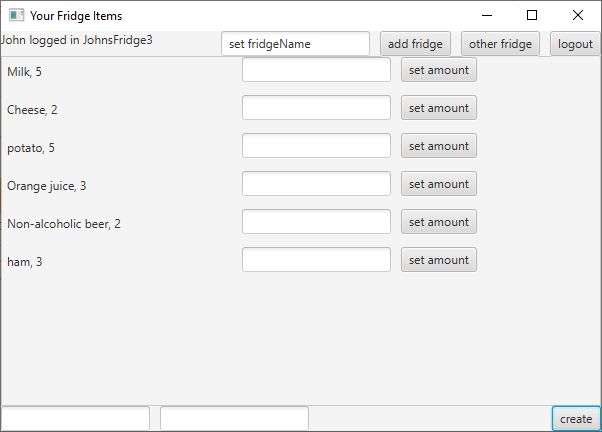 Your Fridge Items
John logged in JohnsFridge3 set fridgeName add fridge other fridge logout
Milk, 5 set amount
Cheese, 2 set amount
potato, 5 set amount
Orange juice, 3 set amount
Non-alcoholic beer, 2 set amount
ham, 3 set amount
create